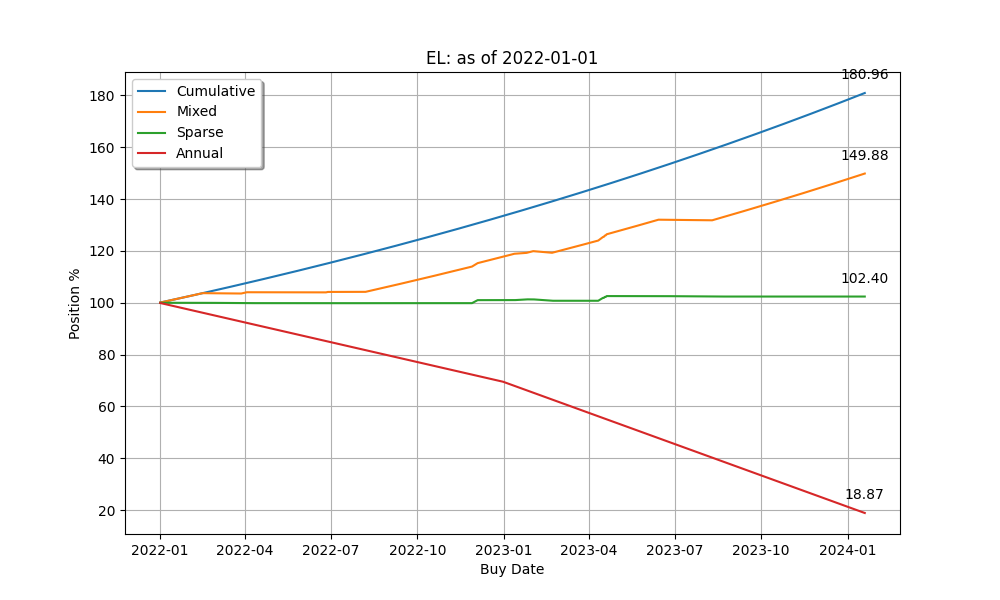 EL: as of 2022-01-01
Cumulative
Mixed
Sparse
Annual
180.96
149.88
102.40
18.87
180
160
140
120
100
80
60
40
20
Position %
2022-01 2022-04 2022-07 2022-10 2023-01 2023-04 2023-07 2023-10 2024-01
Buy Date